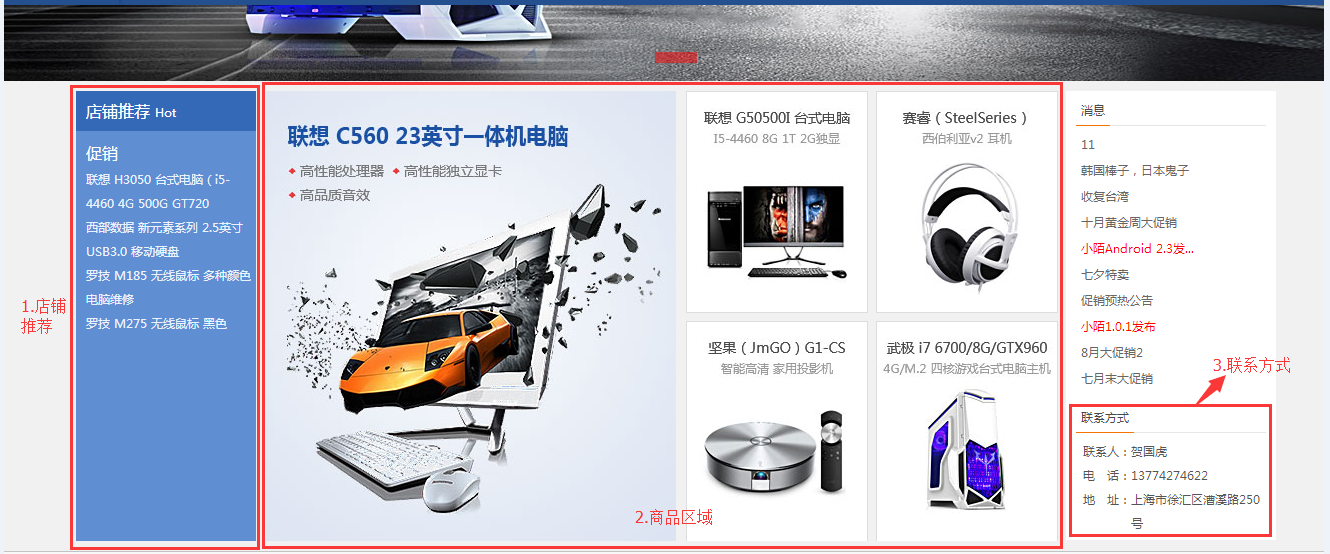 店铺推荐 Hot
促销
联想 H3050 台式电脑 ( i5-
4460 4G 500G GT720
西部数据 新元素系列 2.5英寸
USB3.0 移动硬盘
罗技 M185 无线鼠标 多种颜色
电脑维修
罗技 M275 无线鼠标 黑色
1.店铺
推荐
联想 C560 23英寸一体机电脑
高性能处理器 高性能独立显卡
高品质音效
联想 G50500I 台式电脑
I5-4460 8G 1T 2G独显
赛睿（SteelSeries）
西伯利亚v2 耳机
坚果（JmGO）G1-CS
智能高清 家用投影机
武极 i7 6700/8G/GTX960
4G/M.2 四核游戏台式电脑主机
2.商品区域
消息
11
韩国棒子，日本鬼子
收复台湾
十月黄金周大促销
小陌Android 2.3发...
七夕特卖
促销预热公告
小陌1.0.1发布
8月大促销2
七月末大促销
3.联系方式
联系方式
联系人：贺国虎
电 话：13774274622
地 址：上海市徐汇区漕溪路250
号